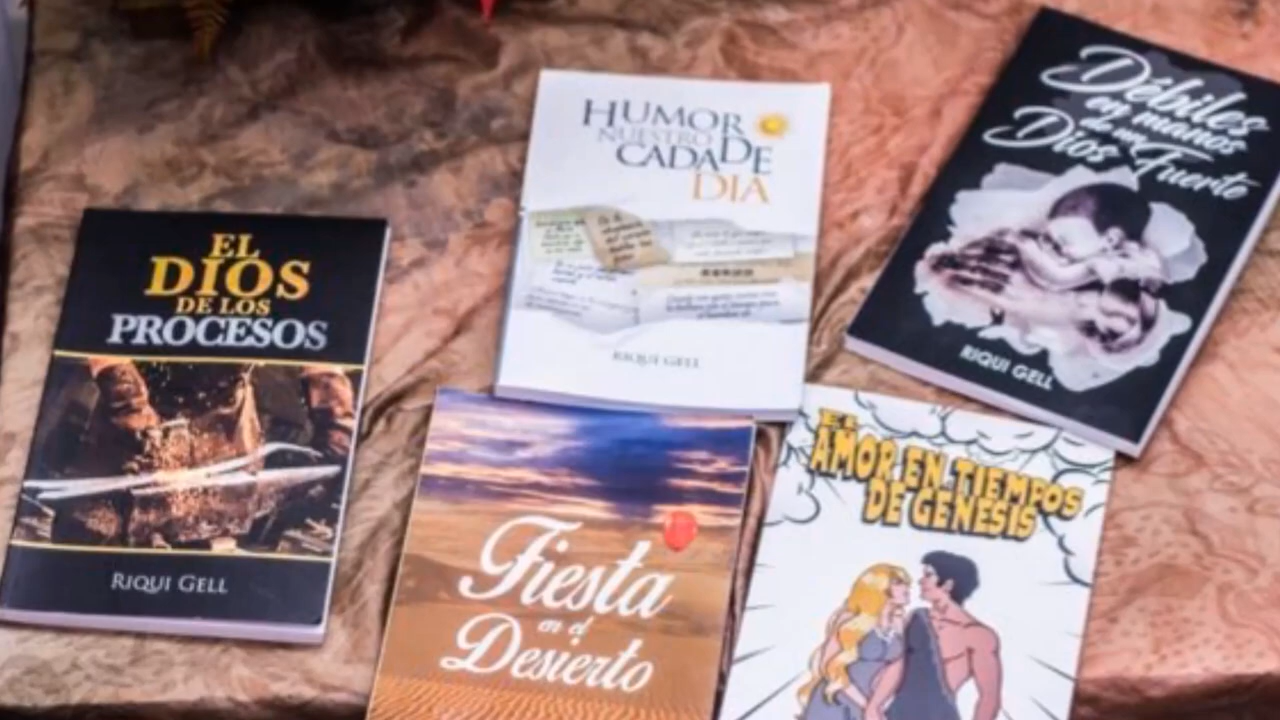 EL
DIOS
DE LOS
PROCESOS
RIQUI GELL
HUMOR
NUESTRO DE
CADA
DIA
RIQUI GELL
Débiles
en manos
de un
Dios Fuerte
RIQUI GELL
Fiesta
en el
Desierto
EL
AMOR EN TIEMPOS
DE GENESIS